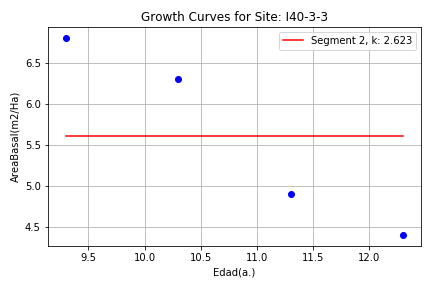 Growth Curves for Site: I40-3-3
Segment 2, k: 2.623
AreaBasal(m2/Ha)
6.5
6.0
5.5
5.0
4.5
9.5
10.0
10.5
11.0
11.5
12.0
Edad(a.)